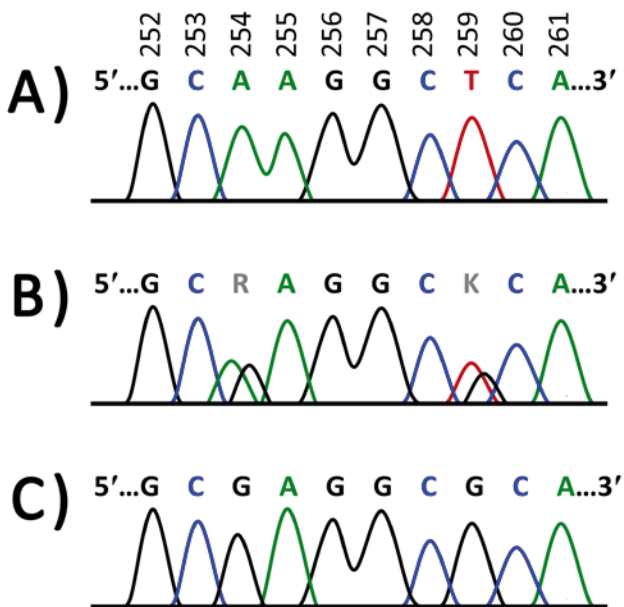 252 253 254 255 256 257 258 259 260 261
A) 5′...G C A A G G C T C A...3′
B) 5′...G C R A G G C K C A...3′
C) 5′...G C G A G G C G C A...3′